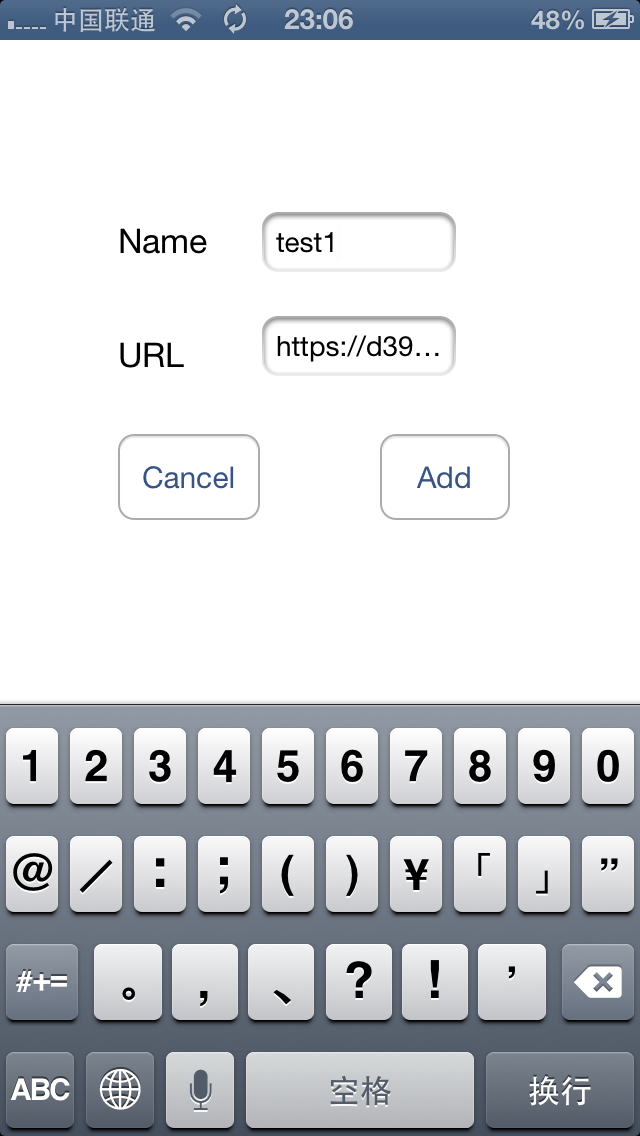 中国联通 23:06 48%
Name test1
URL https://d39...
Cancel Add
1 2 3 4 5 6 7 8 9 0
@ / : ; ( ) ¥ 「 」 ”
#+= 。 , 、 ? ! ’
ABC 空格 换行